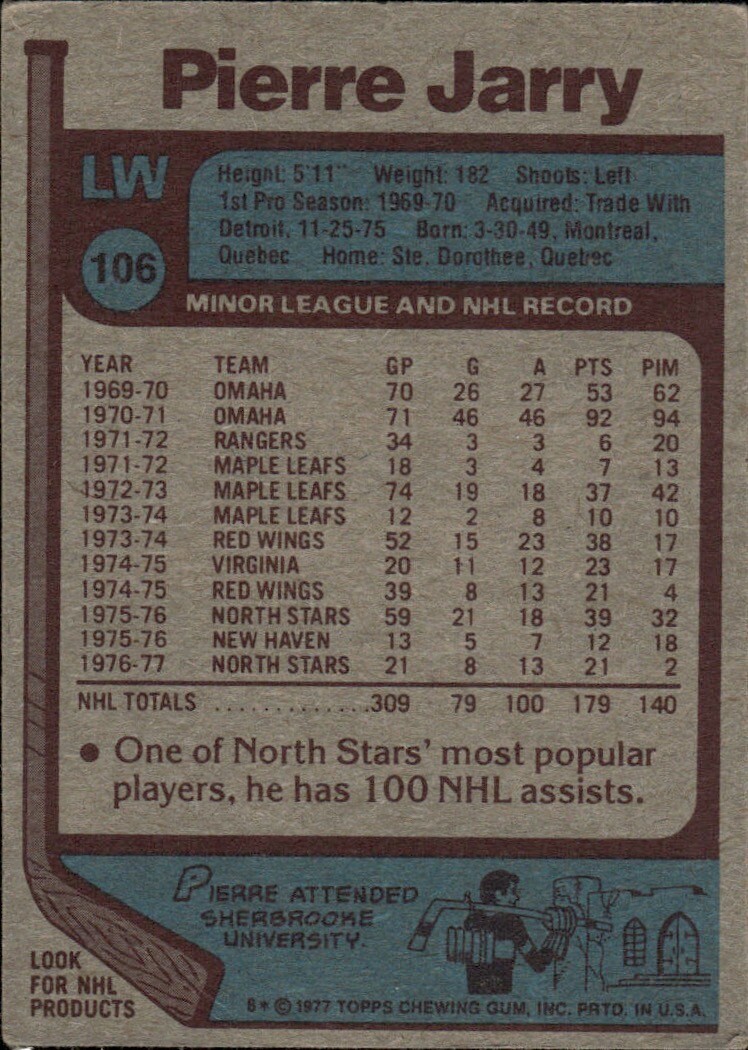 Pierre Jarry
LW
106
Height: 5'11" Weight: 182 Shoots: Left
1st Pro Season: 1969-70 Acquired: Trade With
Detroit, 11-25-75 Born: 3-30-49, Montreal,
Quebec Home: Ste. Dorothee, Quebec
MINOR LEAGUE AND NHL RECORD
YEAR TEAM GP G A PTS PIM
1969-70 OMAHA 70 26 27 53 62
1970-71 OMAHA 71 46 46 92 94
1971-72 RANGERS 34 3 3 6 20
1971-72 MAPLE LEAFS 18 3 4 7 13
1972-73 MAPLE LEAFS 74 19 18 37 42
1973-74 MAPLE LEAFS 12 2 8 10 10
1973-74 RED WINGS 52 15 23 38 17
1974-75 VIRGINIA 20 11 12 23 17
1974-75 RED WINGS 39 8 13 21 4
1975-76 NORTH STARS 59 21 18 39 32
1975-76 NEW HAVEN 13 5 7 12 18
1976-77 NORTH STARS 21 8 13 21 2
NHL TOTALS .............309 79 100 179 140
● One of North Stars' most popular
players, he has 100 NHL assists.
PIERRE ATTENDED
SHERBROOKE
UNIVERSITY.
LOOK
FOR NHL
PRODUCTS
8* © 1977 TOPPS CHEWING GUM, INC. PRTD. IN U.S.A.